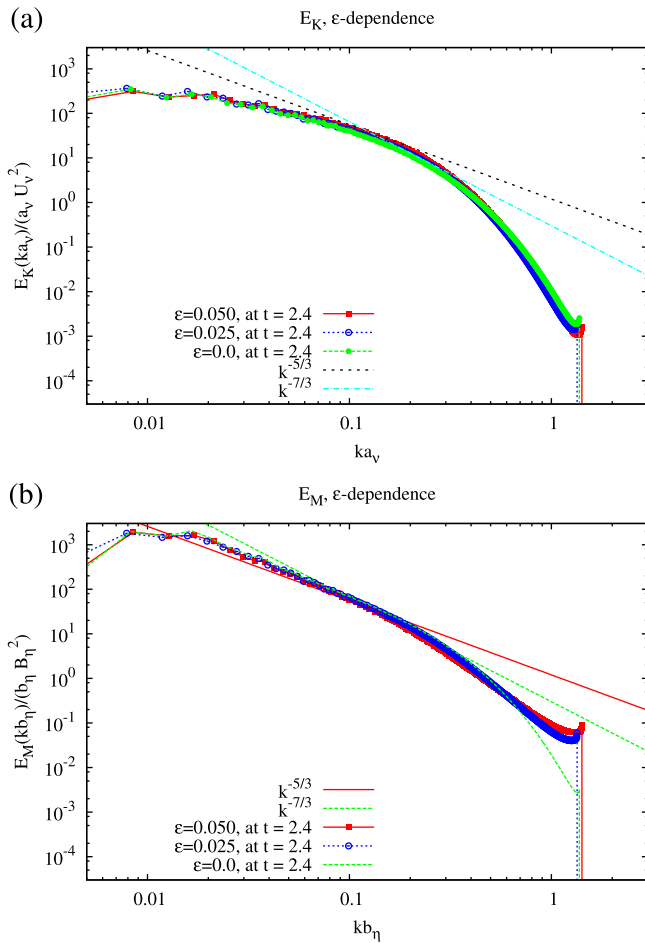 (a)
E_K, ε-dependence
10^3
10^2
10^1
10^0
10^-1
10^-2
10^-3
10^-4
E_K(ka_ν)/(a_ν U_ν^2)
ε=0.050, at t = 2.4
ε=0.025, at t = 2.4
ε=0.0, at t = 2.4
k^-5/3
k^-7/3
0.01 0.1 1
ka_ν
(b)
E_M, ε-dependence
10^3
10^2
10^1
10^0
10^-1
10^-2
10^-3
10^-4
E_M(kb_η)/(b_η B_η^2)
k^-5/3
k^-7/3
ε=0.050, at t = 2.4
ε=0.025, at t = 2.4
ε=0.0, at t = 2.4
0.01 0.1 1
kb_η